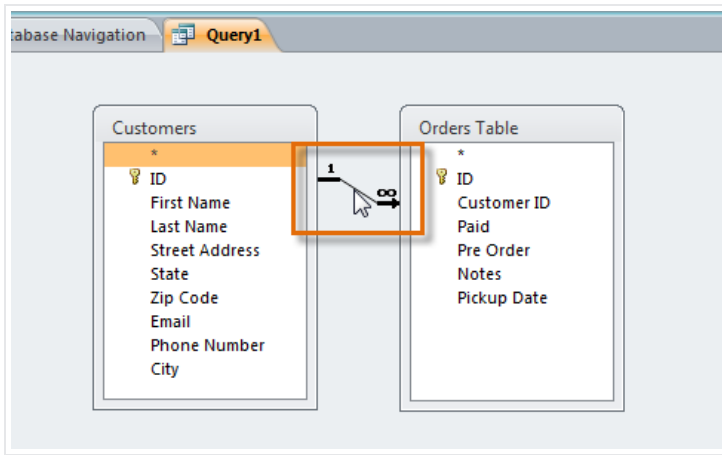 tabase Navigation
Query1
Customers
*
ID
First Name
Last Name
Street Address
State
Zip Code
Email
Phone Number
City
1
∞
Orders Table
*
ID
Customer ID
Paid
Pre Order
Notes
Pickup Date